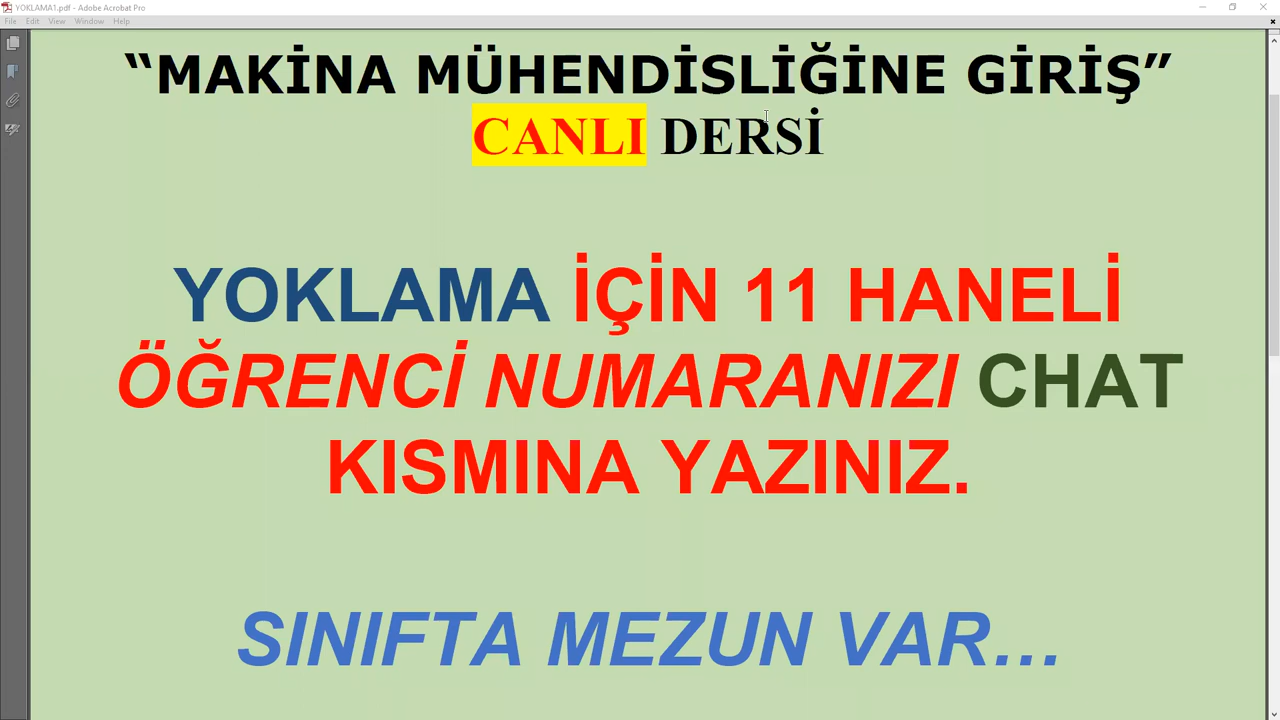 YOKLAMA1.pdf - Adobe Acrobat Pro
File Edit View Window Help
“MAKİNA MÜHENDİSLİĞİNE GİRİŞ”
CANLI DERSİ
YOKLAMA İÇİN 11 HANELİ
ÖĞRENCİ NUMARANIZI CHAT
KISMINA YAZINIZ.
SINIFTA MEZUN VAR...